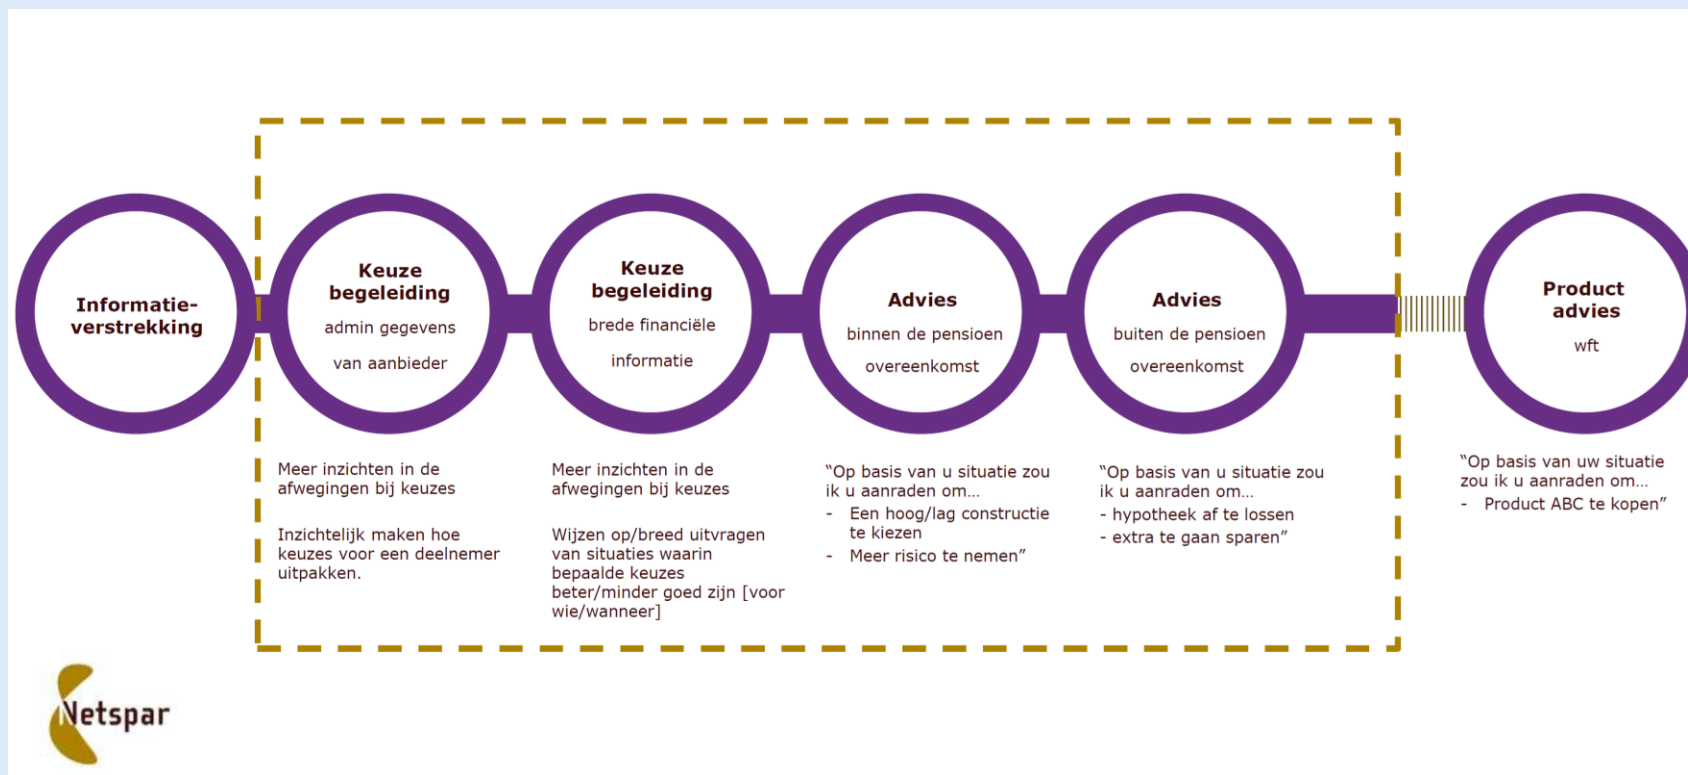 Informatie-
verstrekking
Keuze
begeleiding
admin gegevens
van aanbieder
Keuze
begeleiding
brede financiële
informatie
Advies
binnen de pensioen
overeenkomst
Advies
buiten de pensioen
overeenkomst
Product
advies
wft
Meer inzichten in de
afwegingen bij keuzes
Inzichtelijk maken hoe
keuzes voor een deelnemer
uitpakken.
Meer inzichten in de
afwegingen bij keuzes
Wijzen op/breed uitvragen
van situaties waarin
bepaalde keuzes
beter/minder goed zijn [voor
wie/wanneer]
“Op basis van u situatie zou
ik u aanraden om…
- Een hoog/lag constructie
te kiezen
- Meer risico te nemen”
“Op basis van u situatie zou
ik u aanraden om…
- hypotheek af te lossen
- extra te gaan sparen”
“Op basis van uw situatie
zou ik u aanraden om…
- Product ABC te kopen”
Netspar